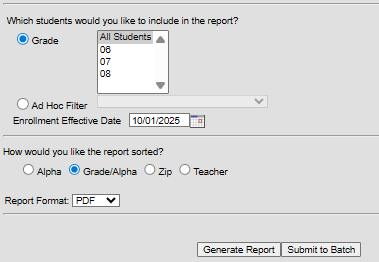 Which students would you like to include in the report?
Grade
All Students
06
07
08
Ad Hoc Filter
Enrollment Effective Date 10/01/2025
How would you like the report sorted?
Alpha Grade/Alpha Zip Teacher
Report Format: PDF
Generate Report Submit to Batch